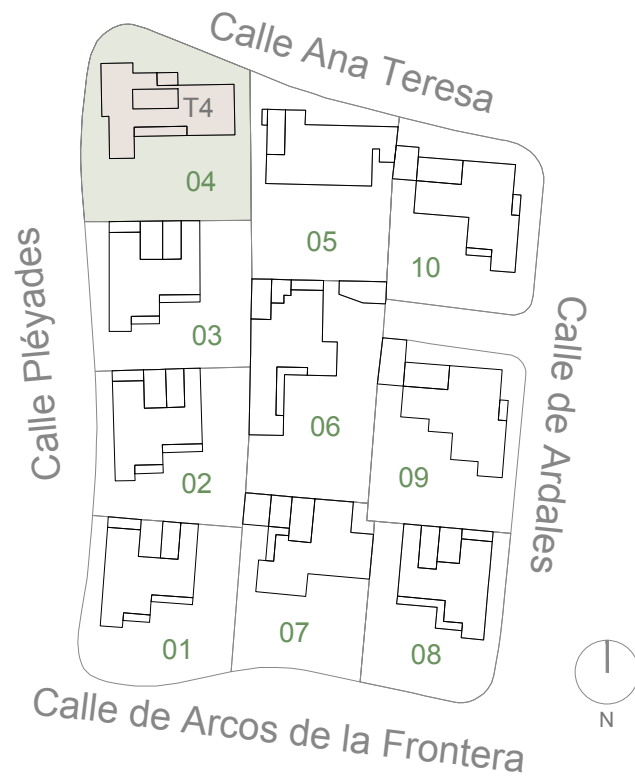 Calle Ana Teresa
T4
04
05
10
Calle Pléyades
03
Calle de Ardales
06
09
02
07
01
08
N
Calle de Arcos de la Frontera